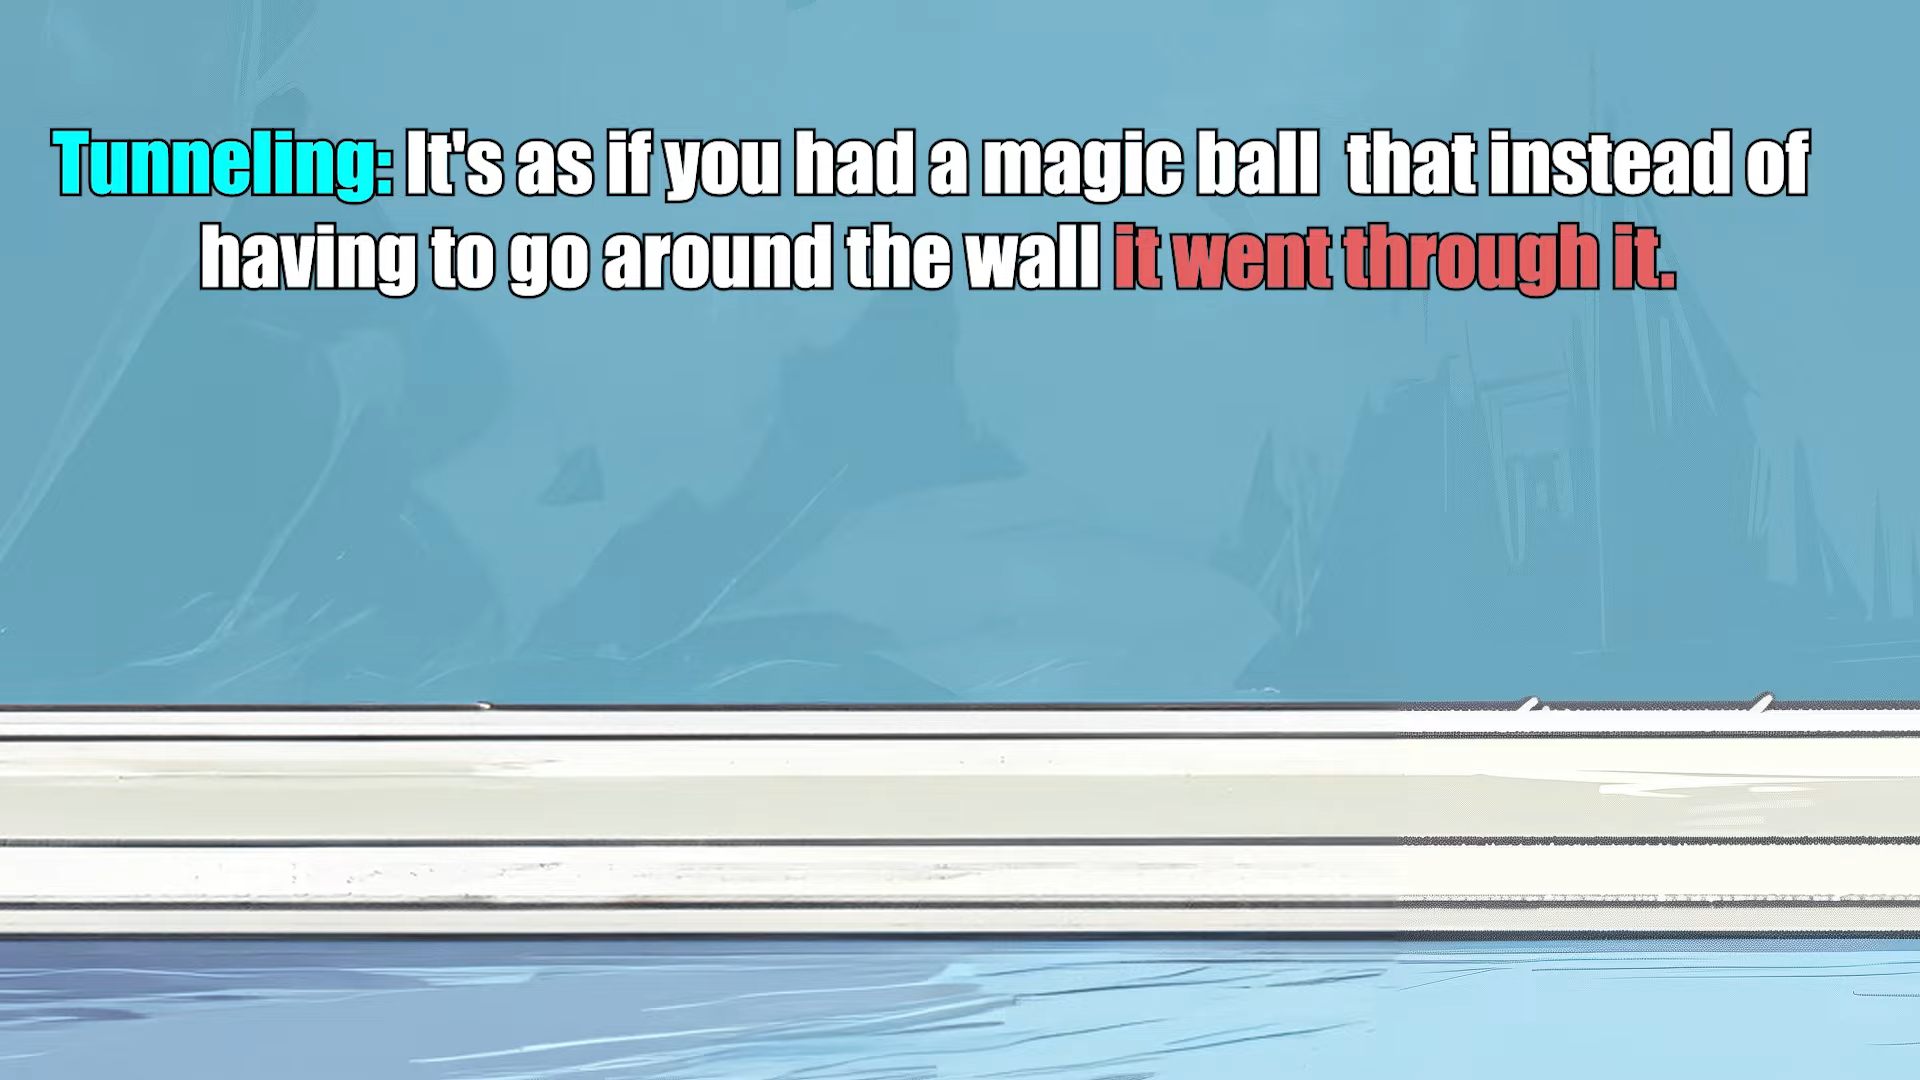 Tunneling: It's as if you had a magic ball  that instead of
having to go around the wall it went through it.